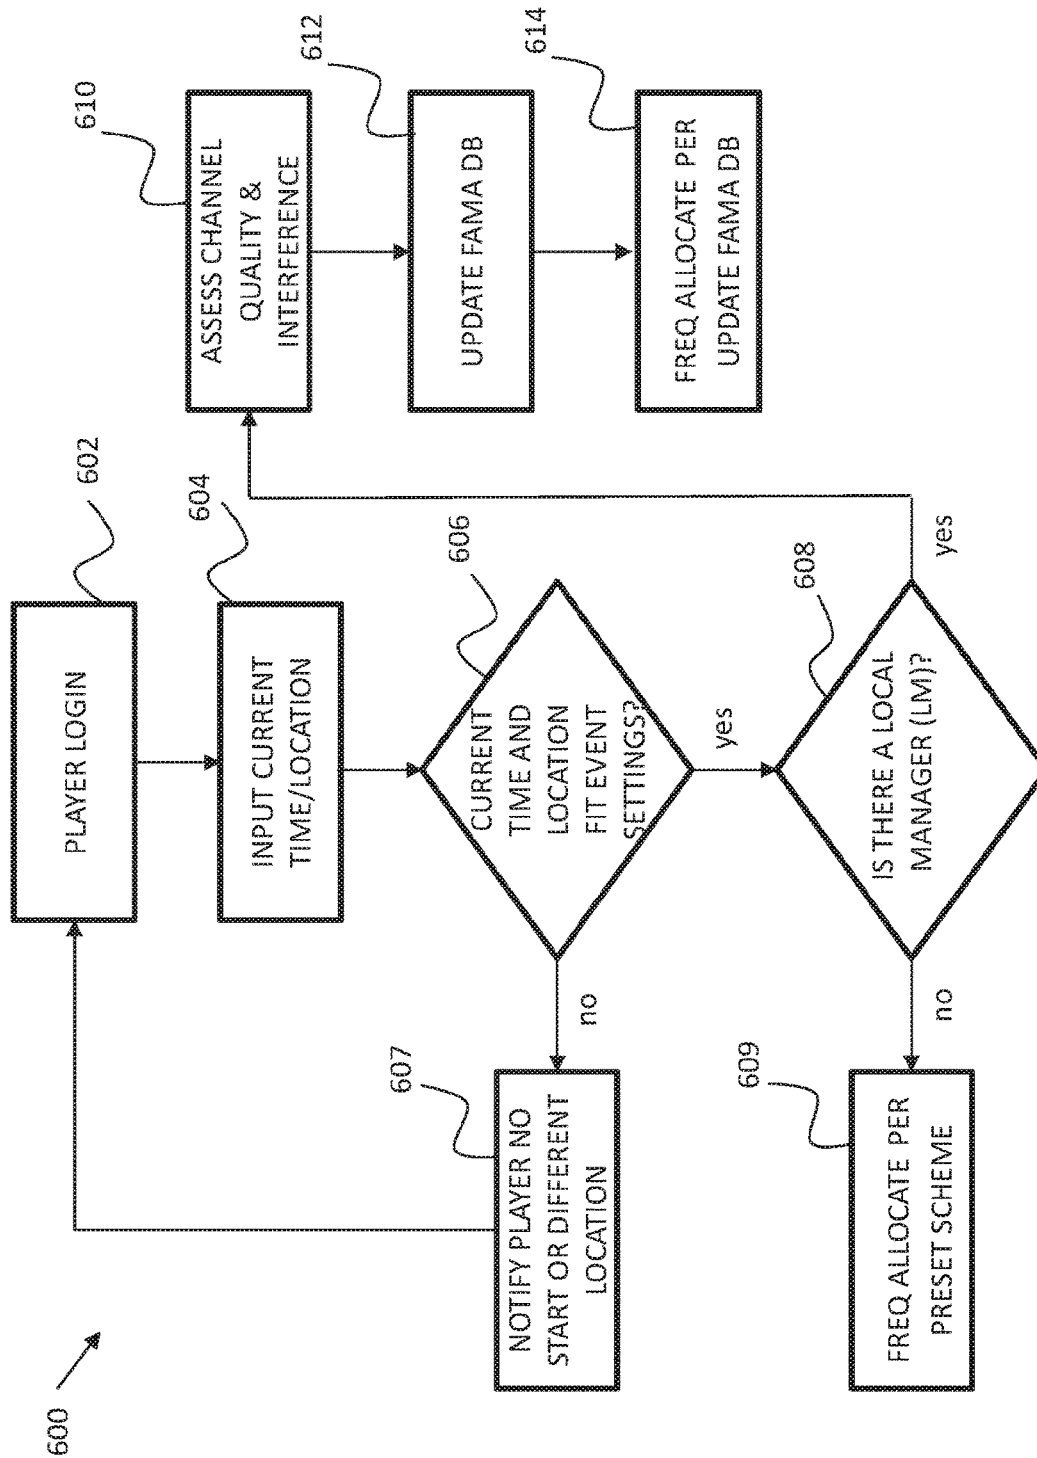 600
602
PLAYER LOGIN
604
INPUT CURRENT
TIME/LOCATION
606
CURRENT
TIME AND
LOCATION
FIT EVENT
SETTINGS?
no
yes
607
NOTIFY PLAYER NO
START OR DIFFERENT
LOCATION
608
IS THERE A LOCAL
MANAGER (LM)?
no
yes
609
FREQ ALLOCATE PER
PRESET SCHEME
610
ASSESS CHANNEL
QUALITY &
INTERFERENCE
612
UPDATE FAMA DB
614
FREQ ALLOCATE PER
UPDATE FAMA DB